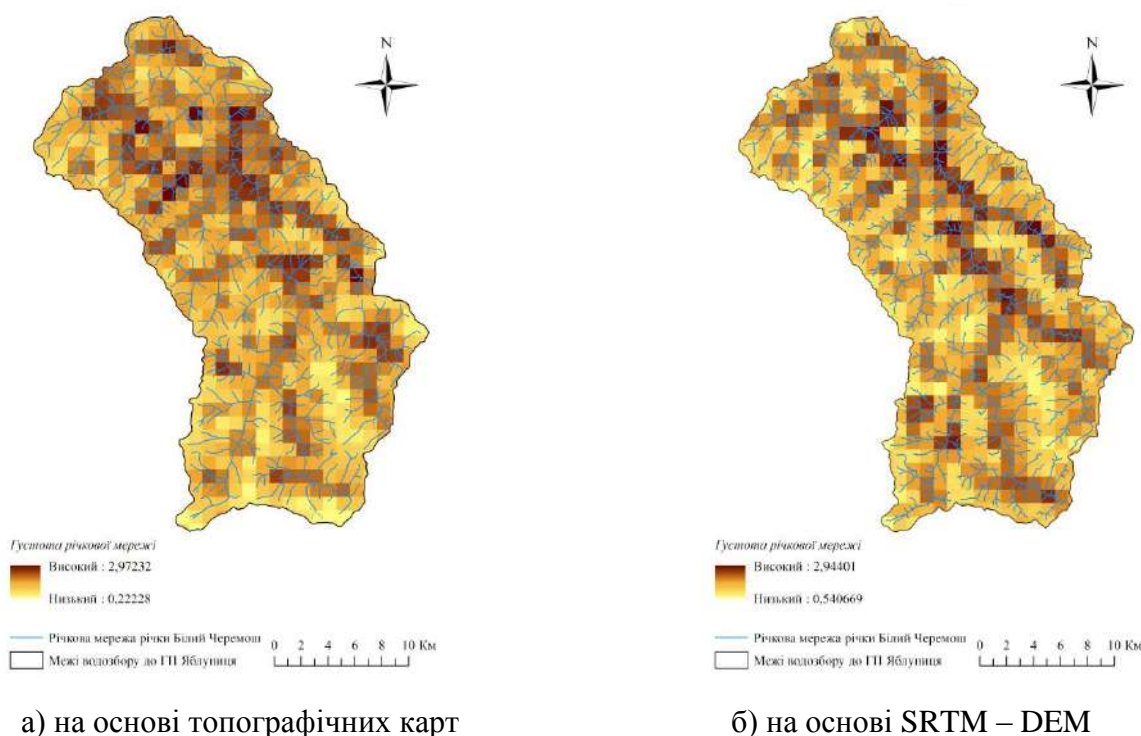 N
N
Густота річкової мережі
Високий : 2,97232
Низький : 0,22228
Річкова мережа річки Білий Черемош
Межі водозбору до ГП Яблуниця
0 2 4 6 8 10 Км
Густота річкової мережі
Високий : 2,94401
Низький : 0,540669
Річкова мережа річки Білий Черемош
Межі водозбору до ГП Яблуниця
0 2 4 6 8 10 Км
а) на основі топографічних карт
б) на основі SRTM – DEM